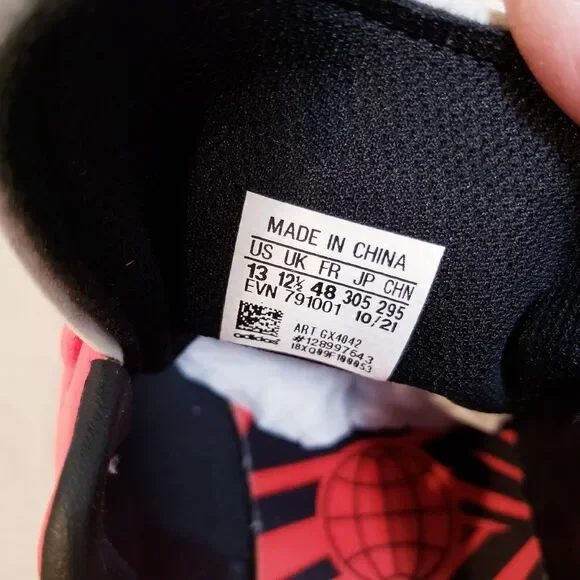 MADE IN CHINA
US UK FR JP CHN
13 12½ 48 305 295
EVN 791001 10/21
ART GX4042
#128997643
adidas IBXQ09F100053